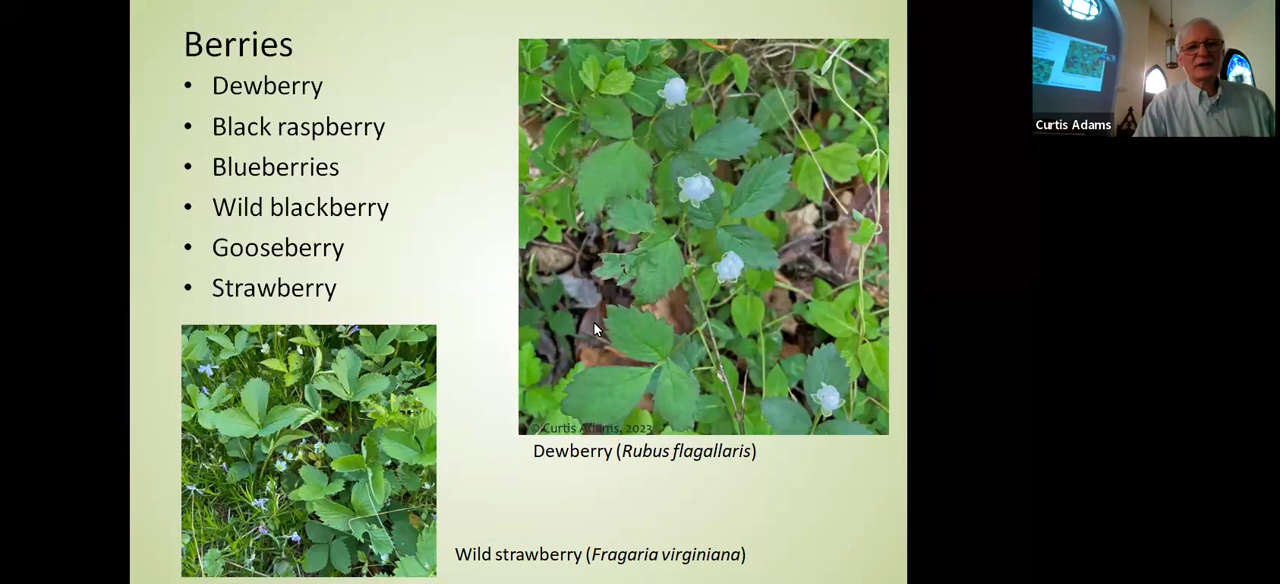 Berries
• Dewberry
• Black raspberry
• Blueberries
• Wild blackberry
• Gooseberry
• Strawberry
© Curtis Adams, 2023
Dewberry (Rubus flagallaris)
Wild strawberry (Fragaria virginiana)
Curtis Adams